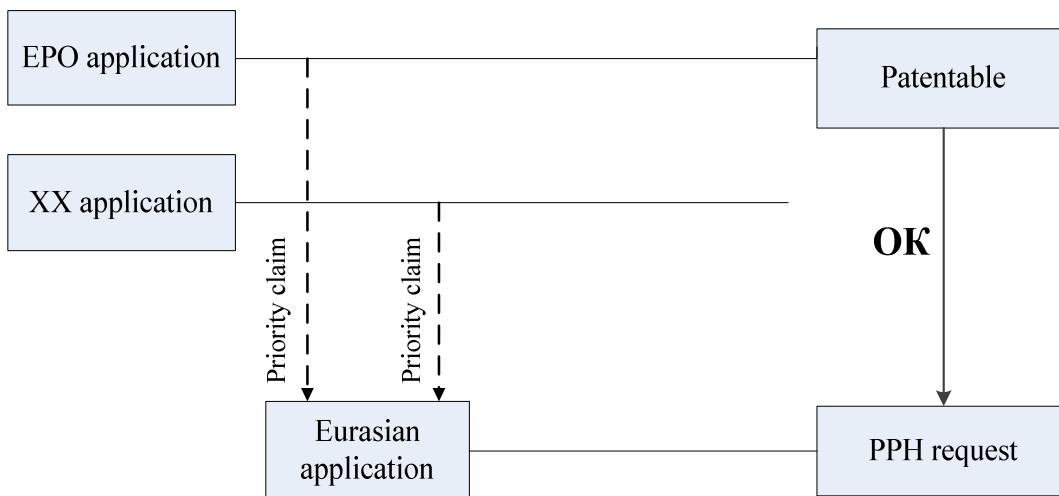 EPO application
Patentable
XX application
OK
Priority claim
Priority claim
Eurasian
application
PPH request